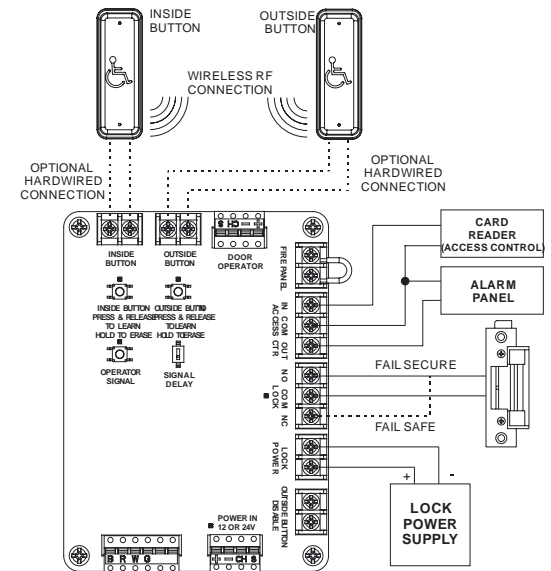 INSIDE
BUTTON
OUTSIDE
BUTTON
WIRELESS RF
CONNECTION
OPTIONAL
HARDWIRED
CONNECTION
OPTIONAL
HARDWIRED
CONNECTION
INSIDE
BUTTON
OUTSIDE
BUTTON
S CH - +
DOOR
OPERATOR
FIRE PANEL
INSIDE BUTTON
PRESS & RELEASE
TO LEARN
HOLD TO ERASE
OUTSIDE BUTTON
PRESS & RELEASE
TO LEARN
HOLD TO ERASE
OPERATOR
SIGNAL
SIGNAL
DELAY
IN COM OUT
ACCESS CTR
NO COM NC
LOCK
LOCK
POWER
OUTSIDE BUTTON
DISABLE
CARD
READER
(ACCESS CONTROL)
ALARM
PANEL
FAIL SECURE
FAIL SAFE
+ -
LOCK
POWER
SUPPLY
POWER IN
12 OR 24V
B R W G
+ - CH S